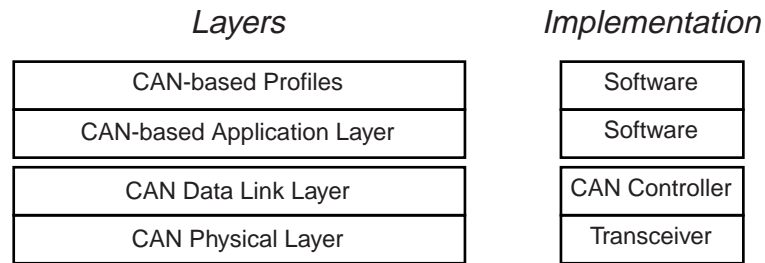 Layers Implementation
CAN-based Profiles Software
CAN-based Application Layer Software
CAN Data Link Layer CAN Controller
CAN Physical Layer Transceiver